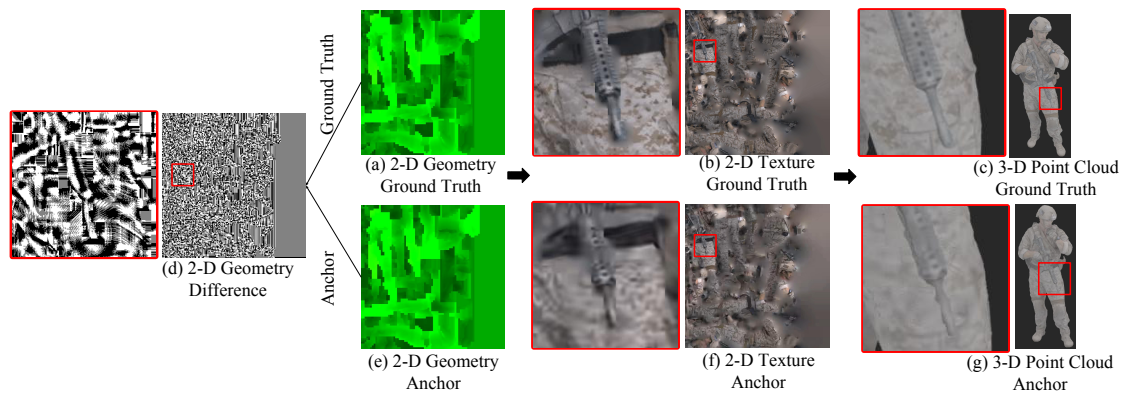 Ground Truth
(a) 2-D Geometry
Ground Truth
(b) 2-D Texture
Ground Truth
(c) 3-D Point Cloud
Ground Truth
(d) 2-D Geometry
Difference
Anchor
(e) 2-D Geometry
Anchor
(f) 2-D Texture
Anchor
(g) 3-D Point Cloud
Anchor